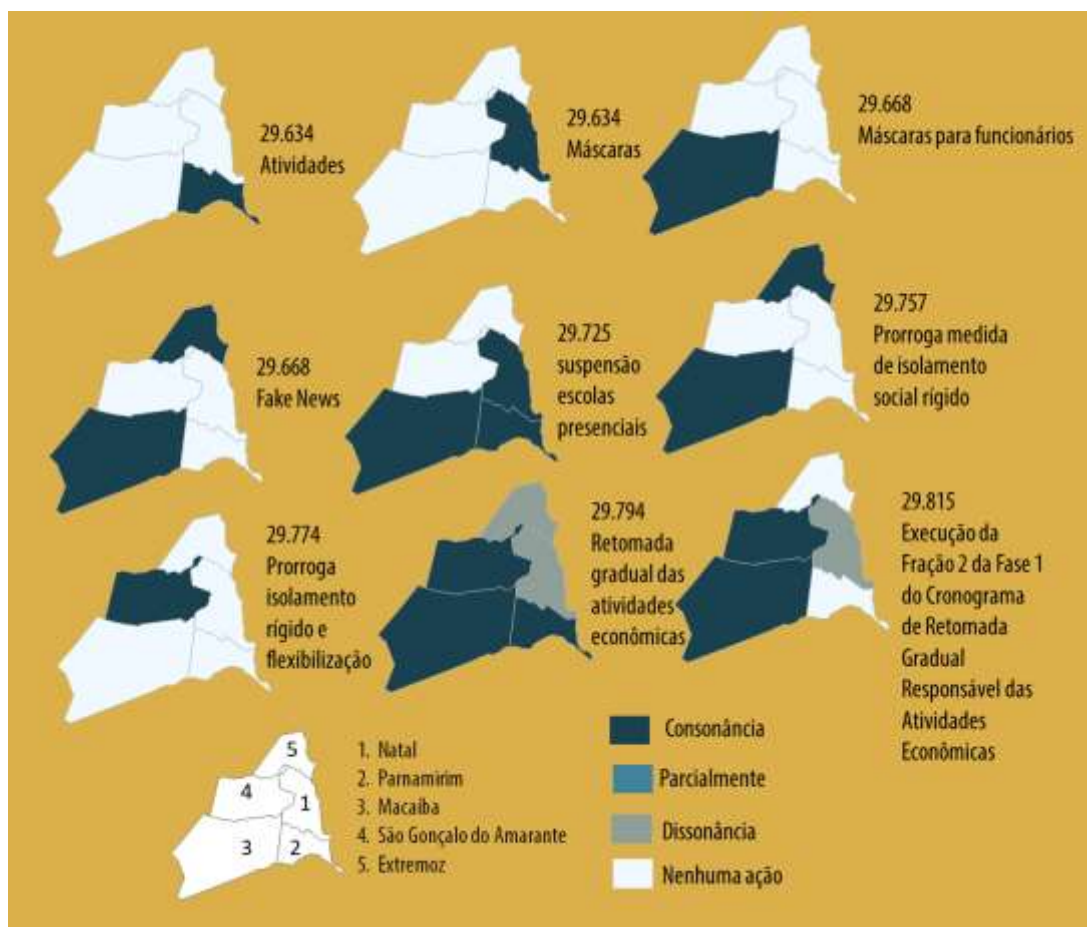 29.634
Atividades
29.634
Máscaras
29.668
Máscaras para funcionários
29.668
Fake News
29.725
suspensão
escolas
presenciais
29.757
Prorroga medida
de isolamento
social rígido
29.774
Prorroga
isolamento
rígido e
flexibilização
29.794
Retomada
gradual das
atividades
econômicas
29.815
Execução da
Fração 2 da Fase 1
do Cronograma
de Retomada
Gradual
Responsável das
Atividades
Econômicas
5
4
1
3
2
1. Natal
2. Parnamirim
3. Macaíba
4. São Gonçalo do Amarante
5. Extremoz
Consonância
Parcialmente
Dissonância
Nenhuma ação